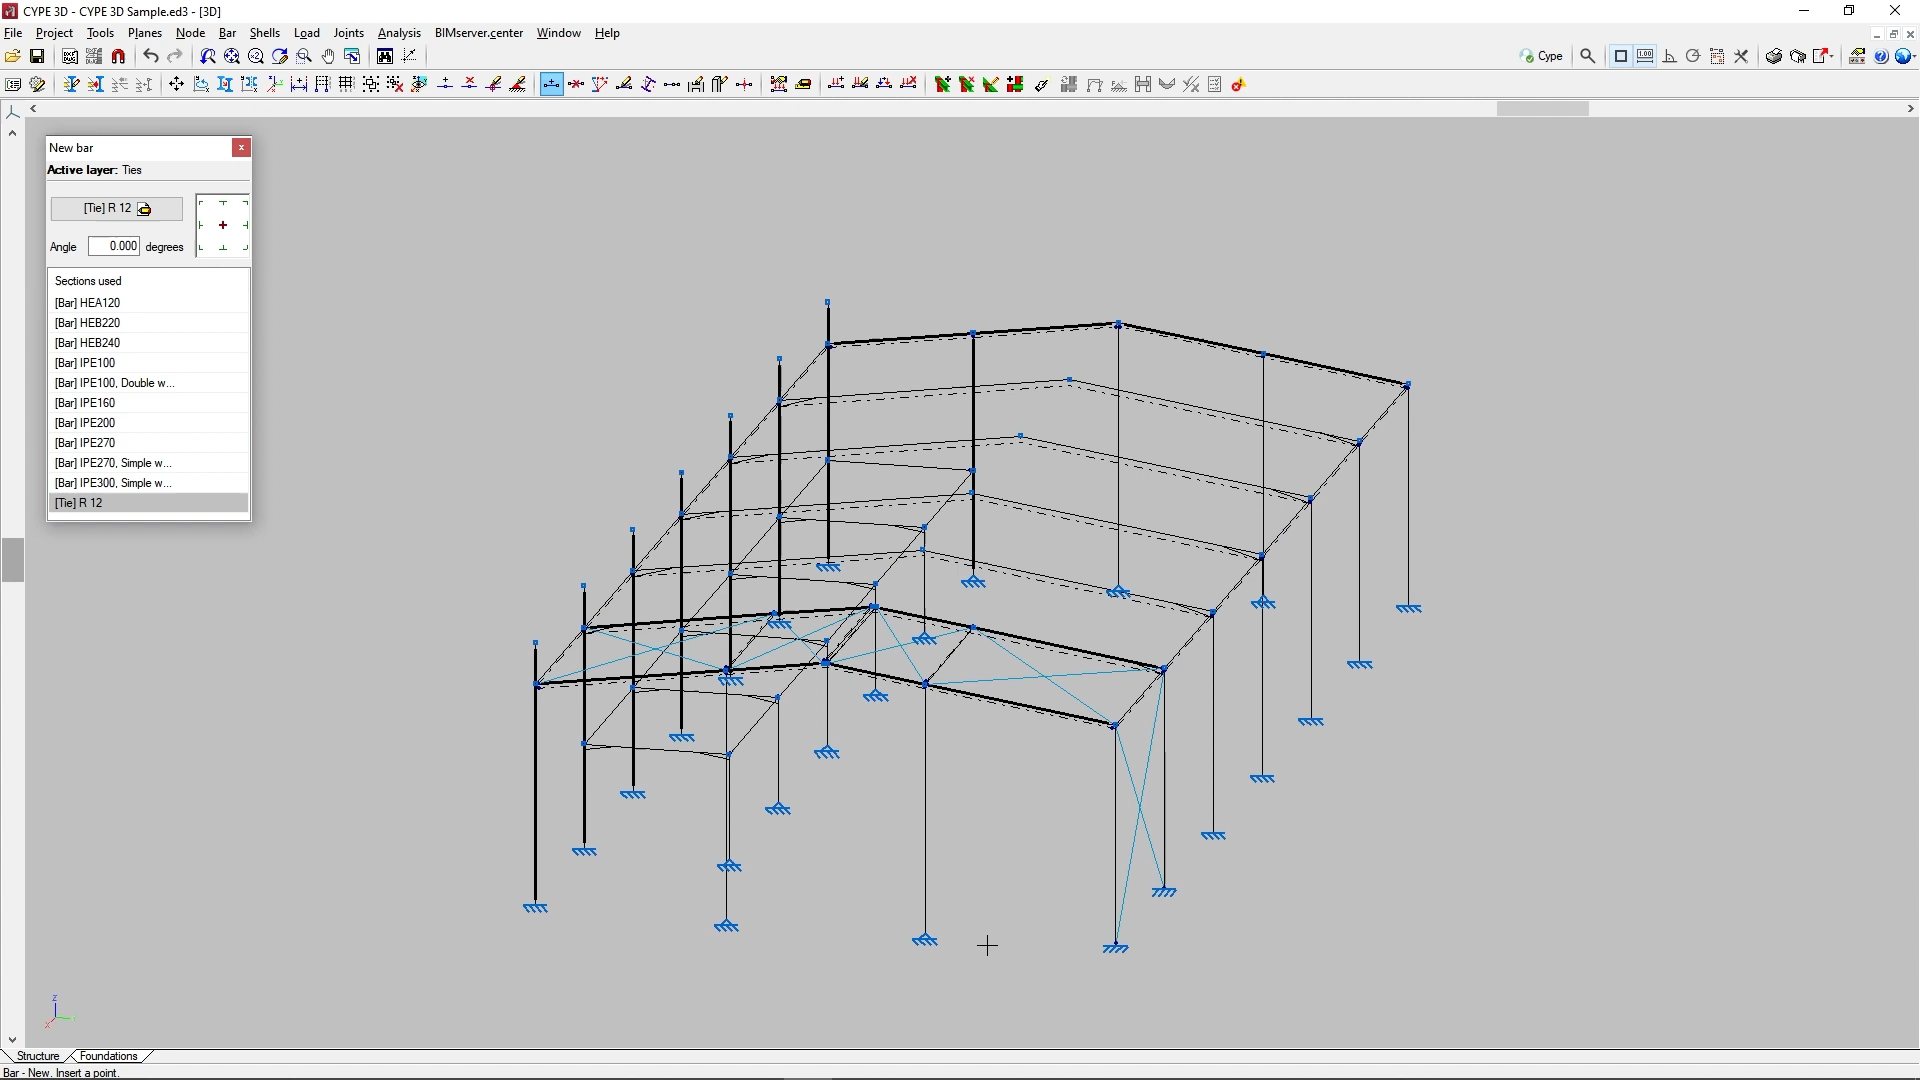 CYPE 3D - CYPE 3D Sample.ed3 - [3D]
File Project Tools Planes Node Bar Shells Load Joints Analysis BIMserver.center Window Help
Cype
New bar
Active layer: Ties
[Tie] R 12
Angle 0.000 degrees
Sections used
[Bar] HEA120
[Bar] HEB220
[Bar] HEB240
[Bar] IPE100
[Bar] IPE100, Double w...
[Bar] IPE160
[Bar] IPE200
[Bar] IPE270
[Bar] IPE270, Simple w...
[Bar] IPE300, Simple w...
[Tie] R 12
Z
X
Structure Foundations
Bar - New. Insert a point.